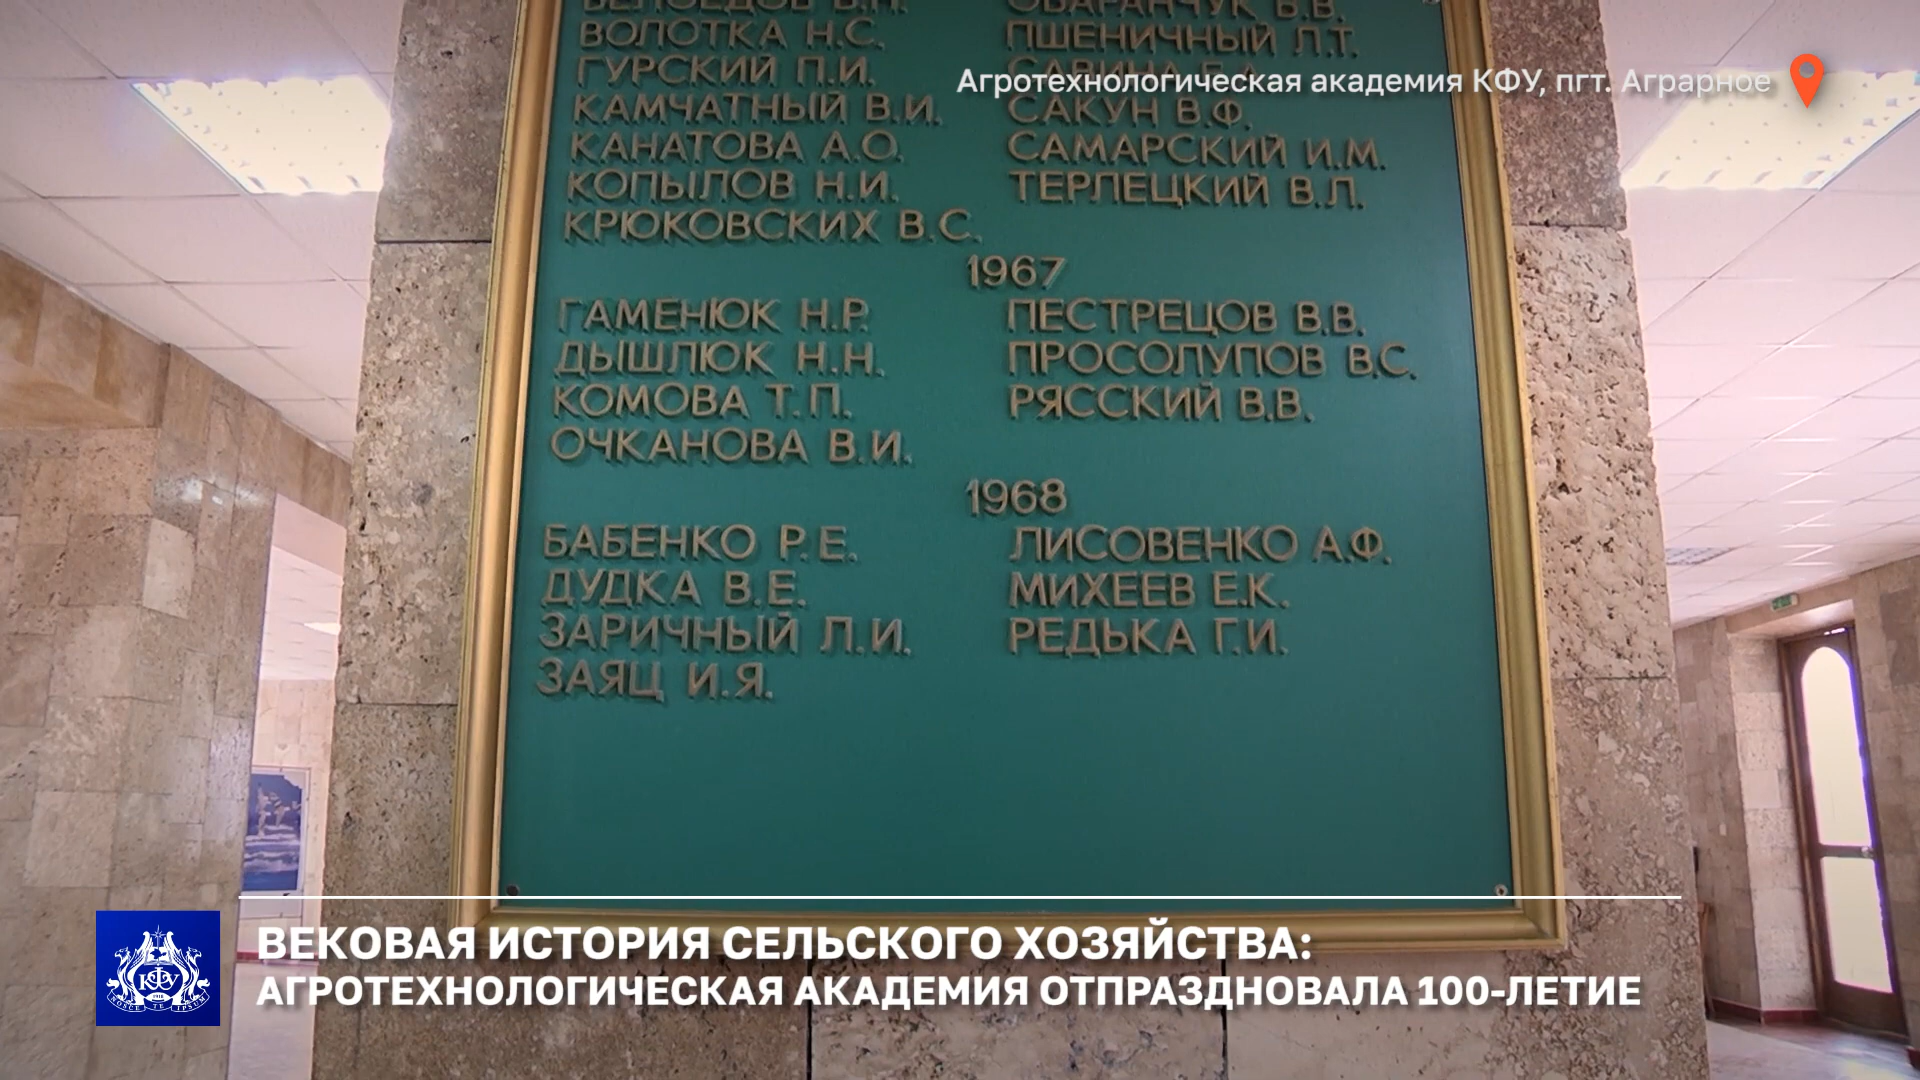 Агротехнологическая академия КФУ, пгт. Аграрное
ВОЛОТКА Н.С.
ГУРСКИЙ П.И.
КАМЧАТНЫЙ В.И.
КАНАТОВА А.О.
КОПЫЛОВ Н.И.
КРЮКОВСКИХ В.С.
ПШЕНИЧНЫЙ Л.Т.
САКУН В.Ф.
САМАРСКИЙ И.М.
ТЕРЛЕЦКИЙ В.Л.
1967
ГАМЕНЮК Н.Р.
ДЫШЛЮК Н.Н.
КОМОВА Т.П.
ОЧКАНОВА В.И.
ПЕСТРЕЦОВ В.В.
ПРОСОЛУПОВ В.С.
РЯССКИЙ В.В.
1968
БАБЕНКО Р.Е.
ДУДКА В.Е.
ЗАРИЧНЫЙ Л.И.
ЗАЯЦ И.Я.
ЛИСОВЕНКО А.Ф.
МИХЕЕВ Е.К.
РЕДЬКА Г.И.
КФУ
ВЕКОВАЯ ИСТОРИЯ СЕЛЬСКОГО ХОЗЯЙСТВА:
АГРОТЕХНОЛОГИЧЕСКАЯ АКАДЕМИЯ ОТПРАЗДНОВАЛА 100-ЛЕТИЕ